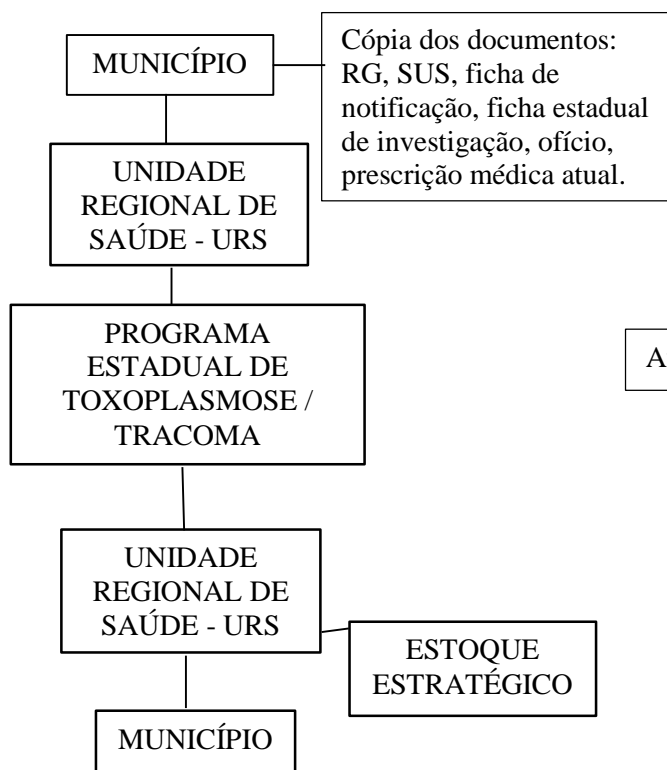 MUNICÍPIO
Cópia dos documentos:
RG, SUS, ficha de
notificação, ficha estadual
de investigação, ofício,
prescrição médica atual.
UNIDADE
REGIONAL DE
SAÚDE - URS
PROGRAMA
ESTADUAL DE
TOXOPLASMOSE /
TRACOMA
A
UNIDADE
REGIONAL DE
SAÚDE - URS
ESTOQUE
ESTRATÉGICO
MUNICÍPIO